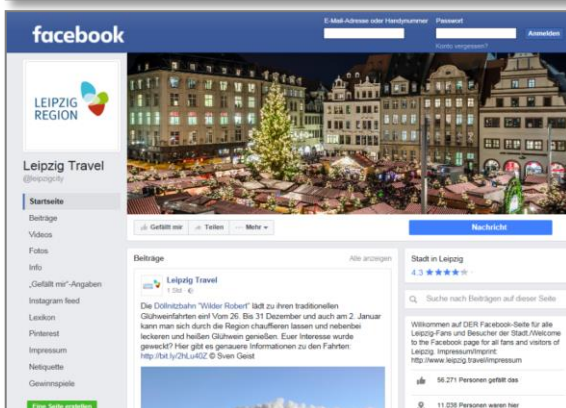 facebook
E-Mail-Adresse oder Handynummer
Passwort
Anmelden
Konto vergessen?
LEIPZIG
REGION
Leipzig Travel
@leipzigcity
Startseite
Beiträge
Videos
Fotos
Info
„Gefällt mir“-Angaben
Instagram feed
Lexikon
Pinterest
Impressum
Netiquette
Gewinnspiele
Eine Seite erstellen
Gefällt mir
Teilen
Mehr
Nachricht
Beiträge
Alle anzeigen
Leipzig Travel
1 Std
Die Döllnitzbahn "Wilder Robert" lädt zu ihren traditionellen
Glühweinfahrten ein! Vom 26. Bis 31 Dezember und auch am 2. Januar
kann man sich durch die Region chauffieren lassen und nebenbei
leckeren und heißen Glühwein genießen. Euer Interesse wurde
geweckt? Hier gibt es genauere Informationen zu den Fahrten:
http://bit.ly/2hLu40Z © Sven Geist
Stadt in Leipzig
4.3
Suche nach Beiträgen auf dieser Seite
Willkommen auf DER Facebook-Seite für alle
Leipzig-Fans und Besucher der Stadt./Welcome
to the Facebook page for all fans and visitors of
Leipzig. Impressum/Imprint:
http://www.leipzig.travel/impressum
56.271 Personen gefällt das
11.038 Personen waren hier